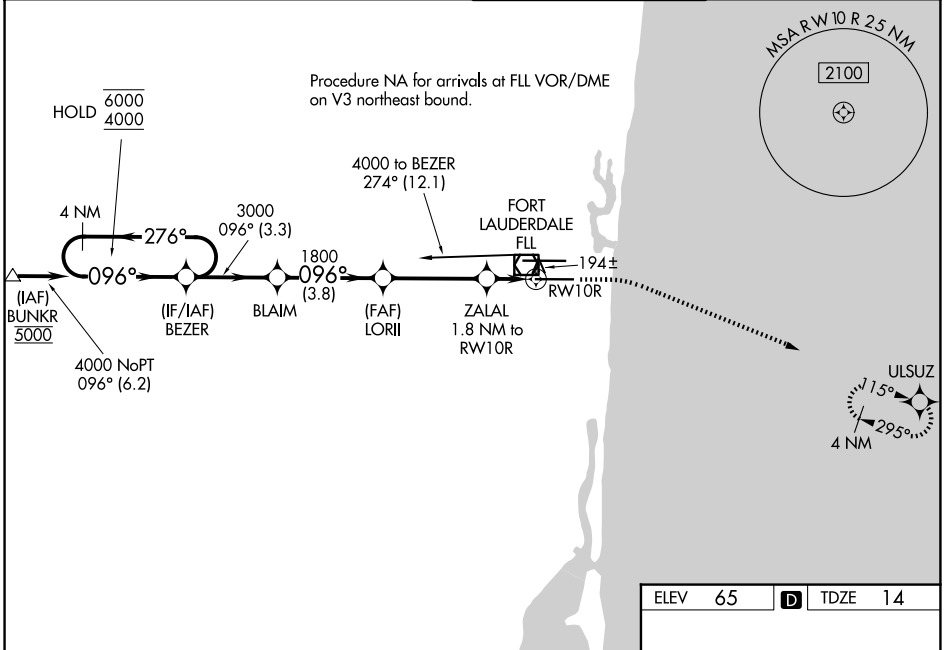 MSA RW 10 R 25 NM
2100
Procedure NA for arrivals at FLL VOR/DME
on V3 northeast bound.
HOLD
6000
4000
4000 to BEZER
274° (12.1)
4 NM
276°
3000
096° (3.3)
FORT
LAUDERDALE
FLL
194±
096°
1800
096°
(3.8)
RW10R
(IAF)
BUNKR
5000
(IF/IAF)
BEZER
BLAIM
(FAF)
LORII
ZALAL
1.8 NM to
RW10R
4000 NoPT
096° (6.2)
ULSUZ
115°
295°
4 NM
ELEV 65 D TDZE 14